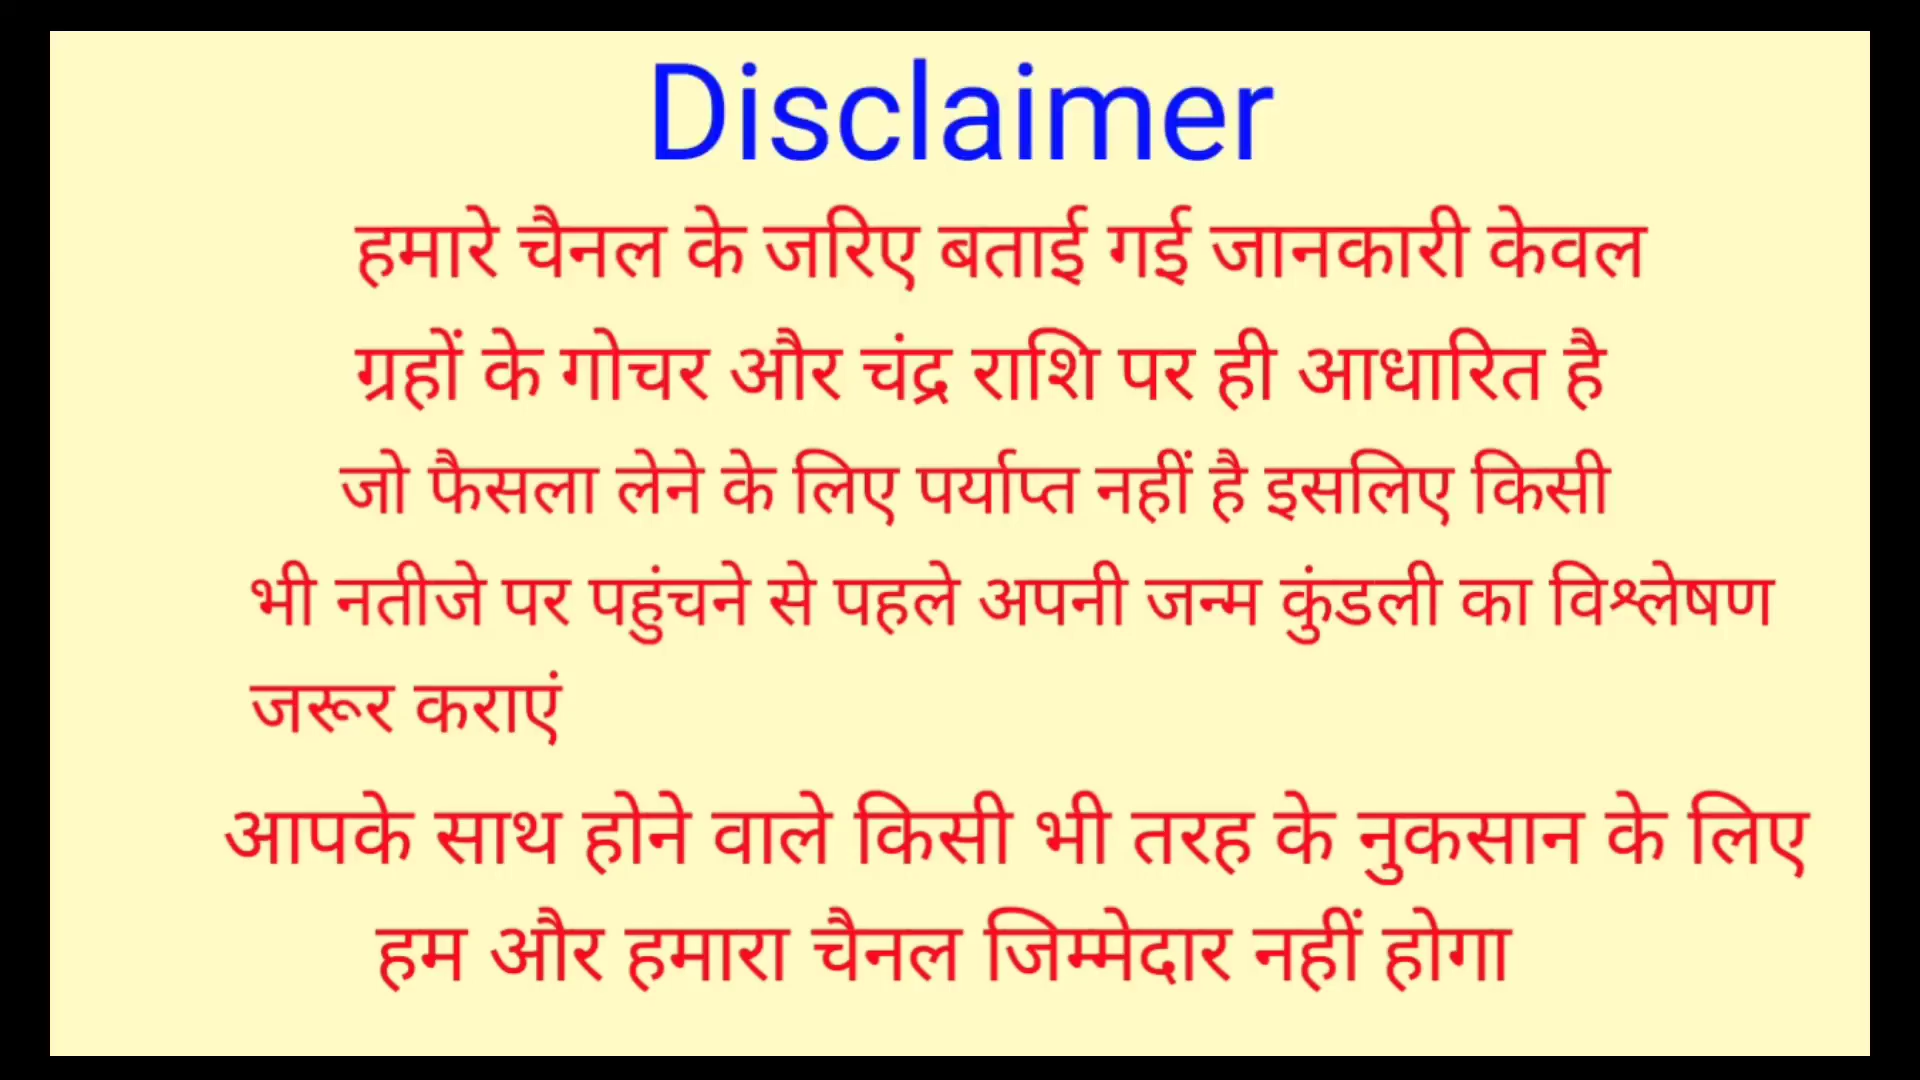 Disclaimer
हमारे चैनल के जरिए बताई गई जानकारी केवल
ग्रहों के गोचर और चंद्र राशि पर ही आधारित है
जो फैसला लेने के लिए पर्याप्त नहीं है इसलिए किसी
भी नतीजे पर पहुंचने से पहले अपनी जन्म कुंडली का विश्लेषण
जरूर कराएं
आपके साथ होने वाले किसी भी तरह के नुकसान के लिए
हम और हमारा चैनल जिम्मेदार नहीं होगा